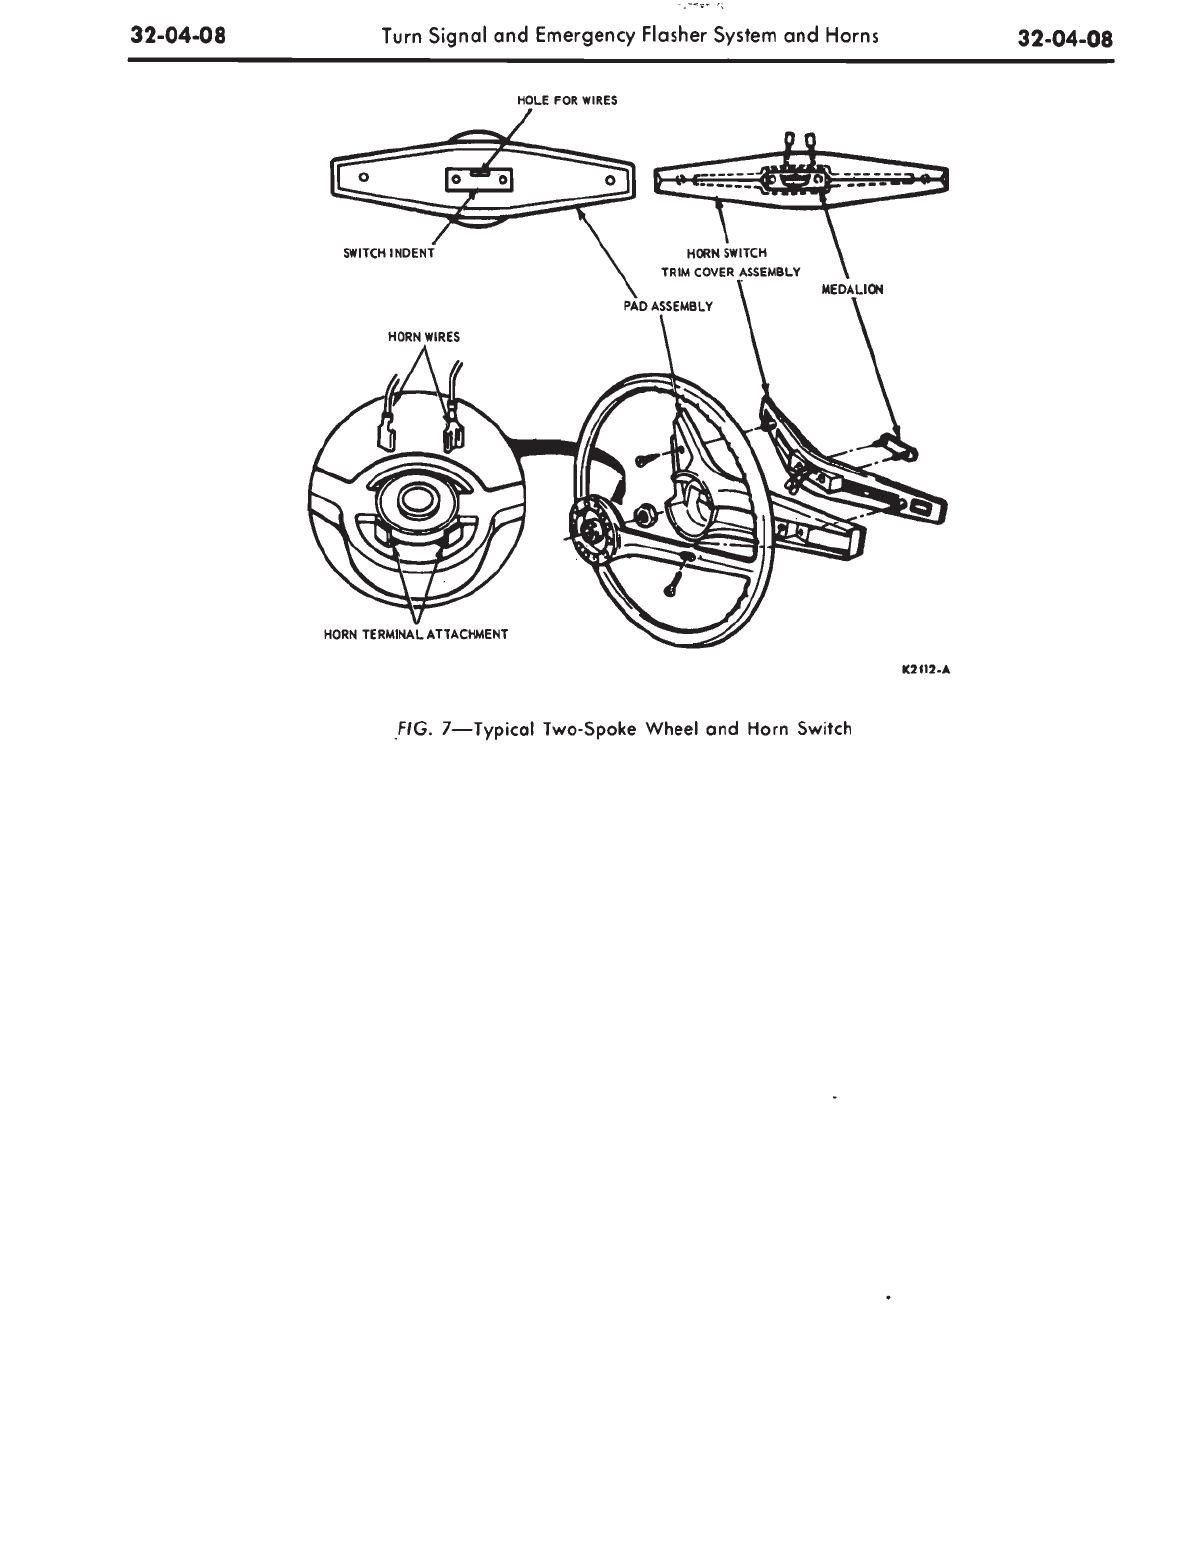 32-04-08 Turn Signal and Emergency Flasher System and Horns 32-04-08
HOLE FOR WIRES
SWITCH INDENT
HORN SWITCH
TRIM COVER ASSEMBLY
MEDALION
PAD ASSEMBLY
HORN WIRES
HORN TERMINAL ATTACHMENT
K2112-A
FIG. 7—Typical Two-Spoke Wheel and Horn Switch